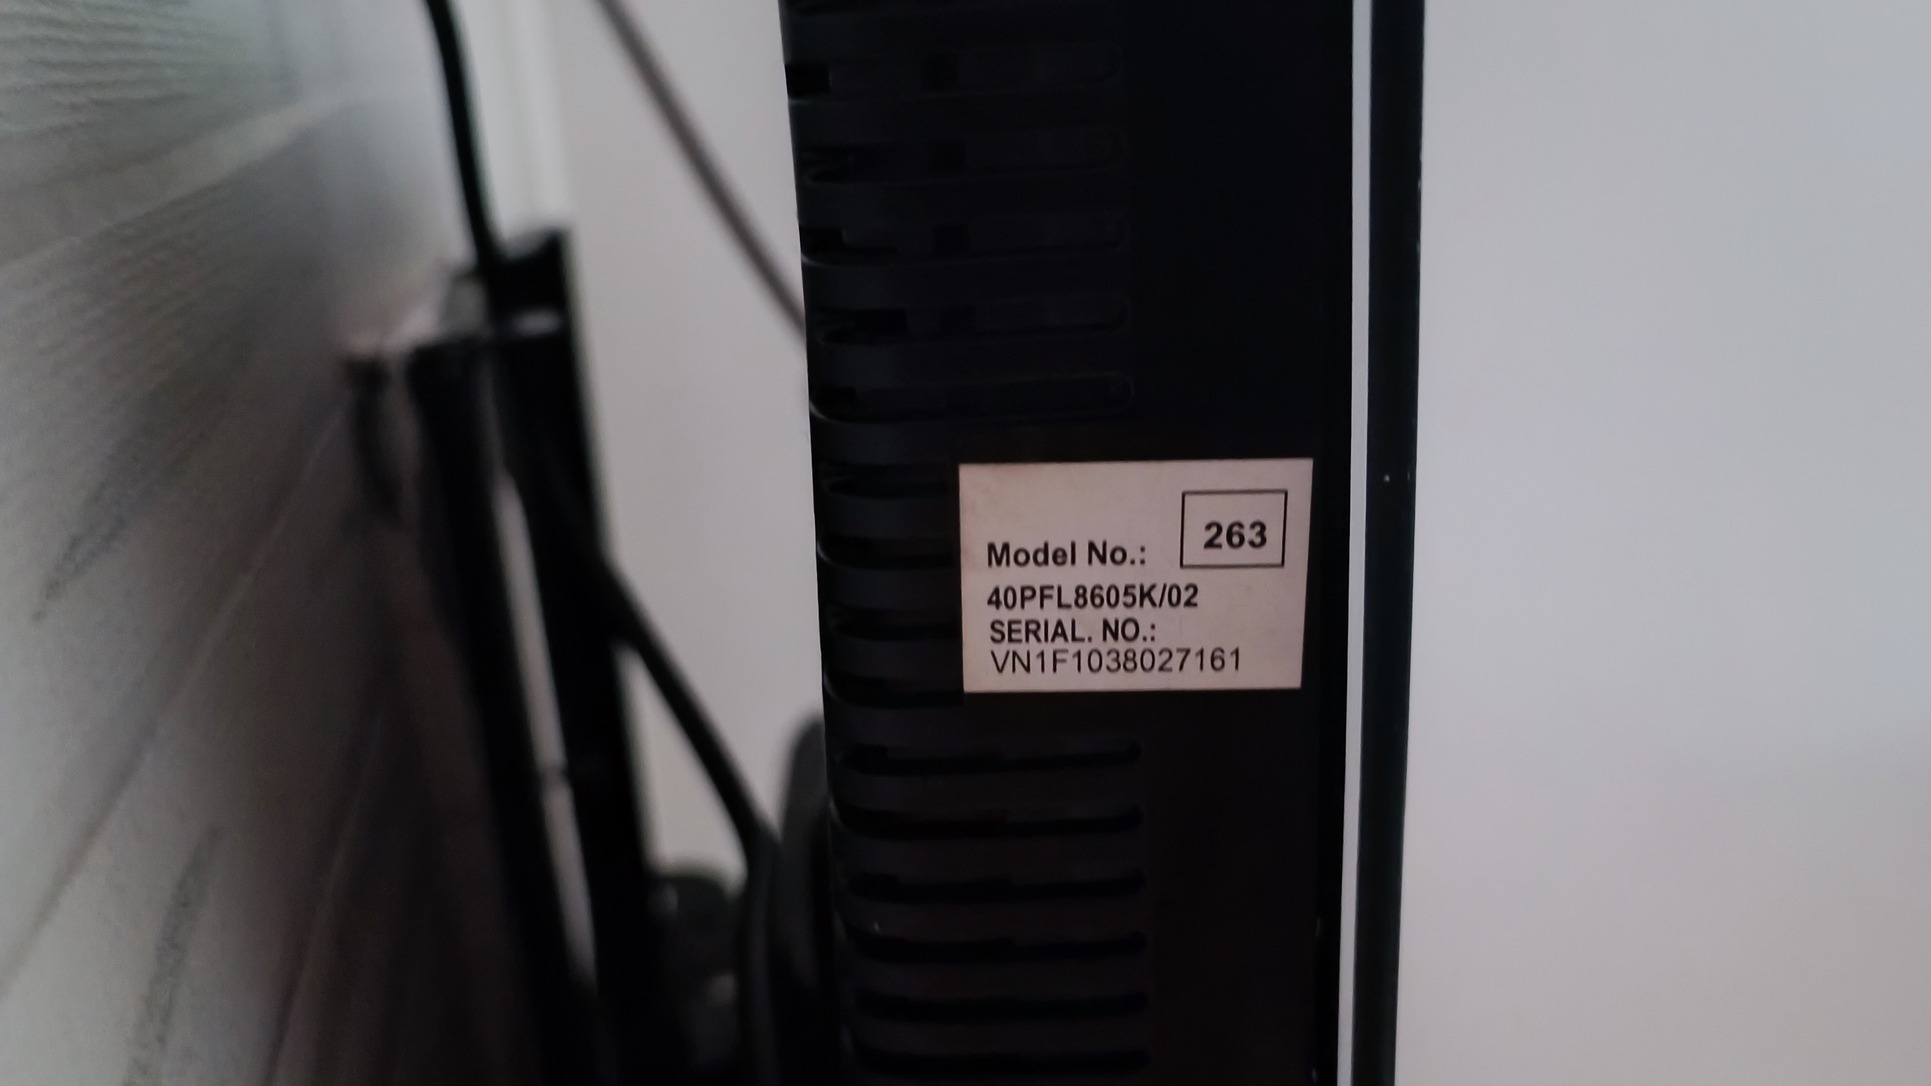 263
Model No.:
40PFL8605K/02
SERIAL. NO.:
VN1F1038027161